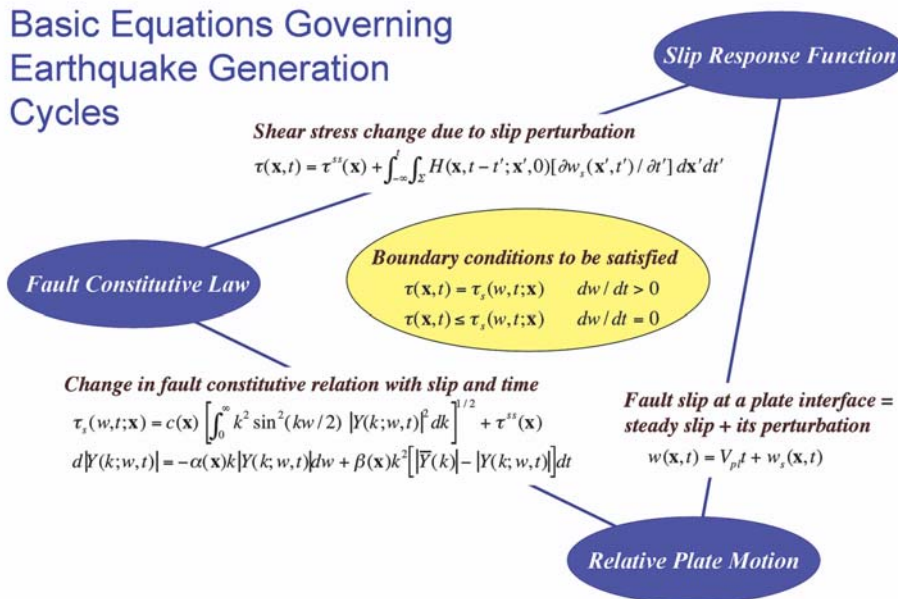 Basic Equations Governing
Earthquake Generation
Cycles
Slip Response Function
Shear stress change due to slip perturbation
τ(x,t) = τ^{ss}(x) + ∫_{-∞}^{t} ∫_Σ H(x,t − t';x',0)[∂w_s(x',t') / ∂t'] dx'dt'
Fault Constitutive Law
Boundary conditions to be satisfied
τ(x,t) = τ_s(w,t;x) dw / dt > 0
τ(x,t) ≤ τ_s(w,t;x) dw / dt = 0
Change in fault constitutive relation with slip and time
τ_s(w,t;x) = c(x) [∫_0^∞ k² sin²(kw/2) |Y(k;w,t)|² dk]^{1/2} + τ^{ss}(x)
d|Y(k;w,t)| = −α(x)k|Y(k;w,t)|dw + β(x)k²[|Y̅(k)| − |Y(k;w,t)|]dt
Fault slip at a plate interface =
steady slip + its perturbation
w(x,t) = V_{pl}t + w_s(x,t)
Relative Plate Motion